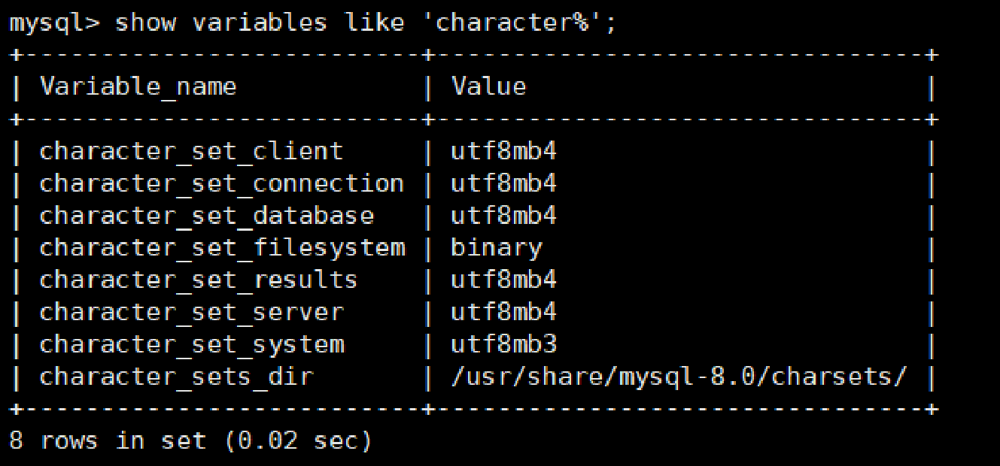 mysql> show variables like 'character%';
+--------------------------+--------------------------------+
| Variable_name            | Value                          |
+--------------------------+--------------------------------+
| character_set_client     | utf8mb4                        |
| character_set_connection | utf8mb4                        |
| character_set_database   | utf8mb4                        |
| character_set_filesystem | binary                         |
| character_set_results    | utf8mb4                        |
| character_set_server     | utf8mb4                        |
| character_set_system     | utf8mb3                        |
| character_sets_dir       | /usr/share/mysql-8.0/charsets/ |
+--------------------------+--------------------------------+
8 rows in set (0.02 sec)